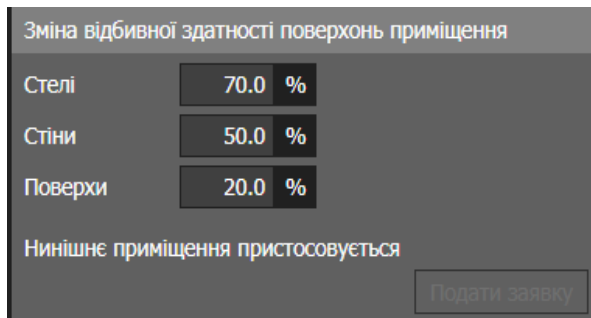 Зміна відбивної здатності поверхонь приміщення
Стелі 70.0 %
Стіни 50.0 %
Поверхи 20.0 %
Нинішнє приміщення пристосовується
Подати заявку